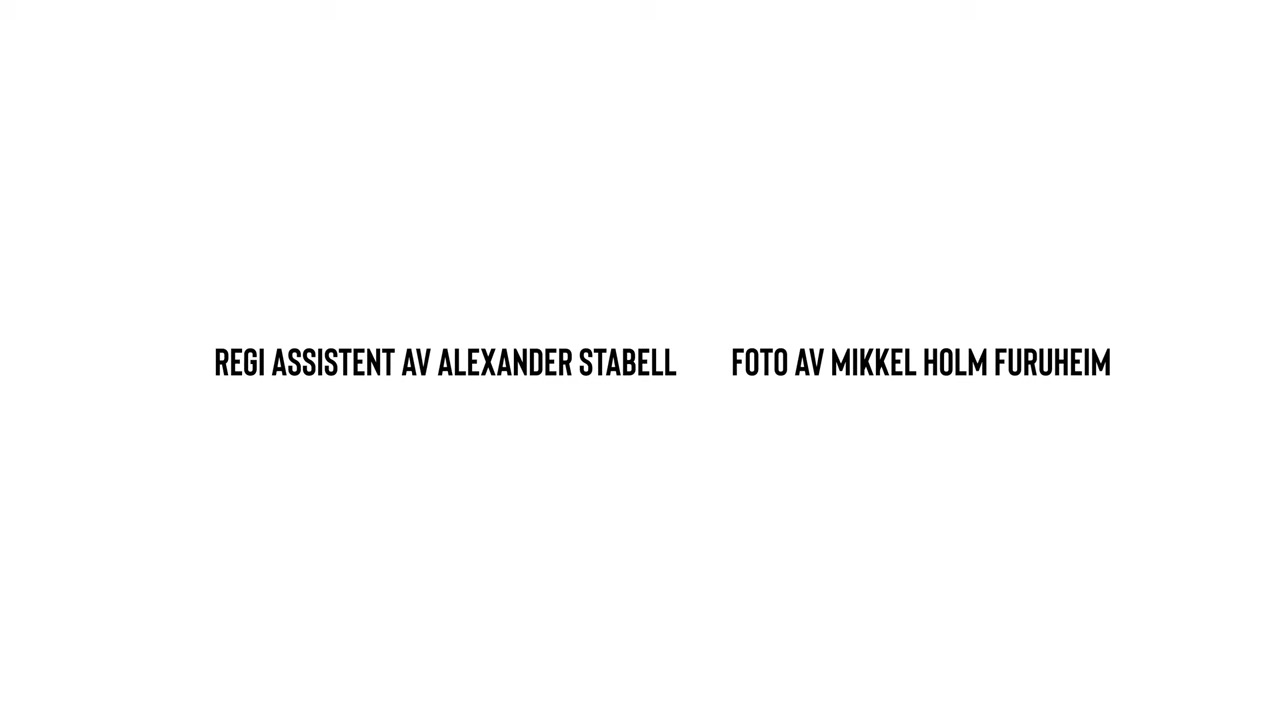 REGI ASSISTENT AV ALEXANDER STABELL FOTO AV MIKKEL HOLM FURUHEIM